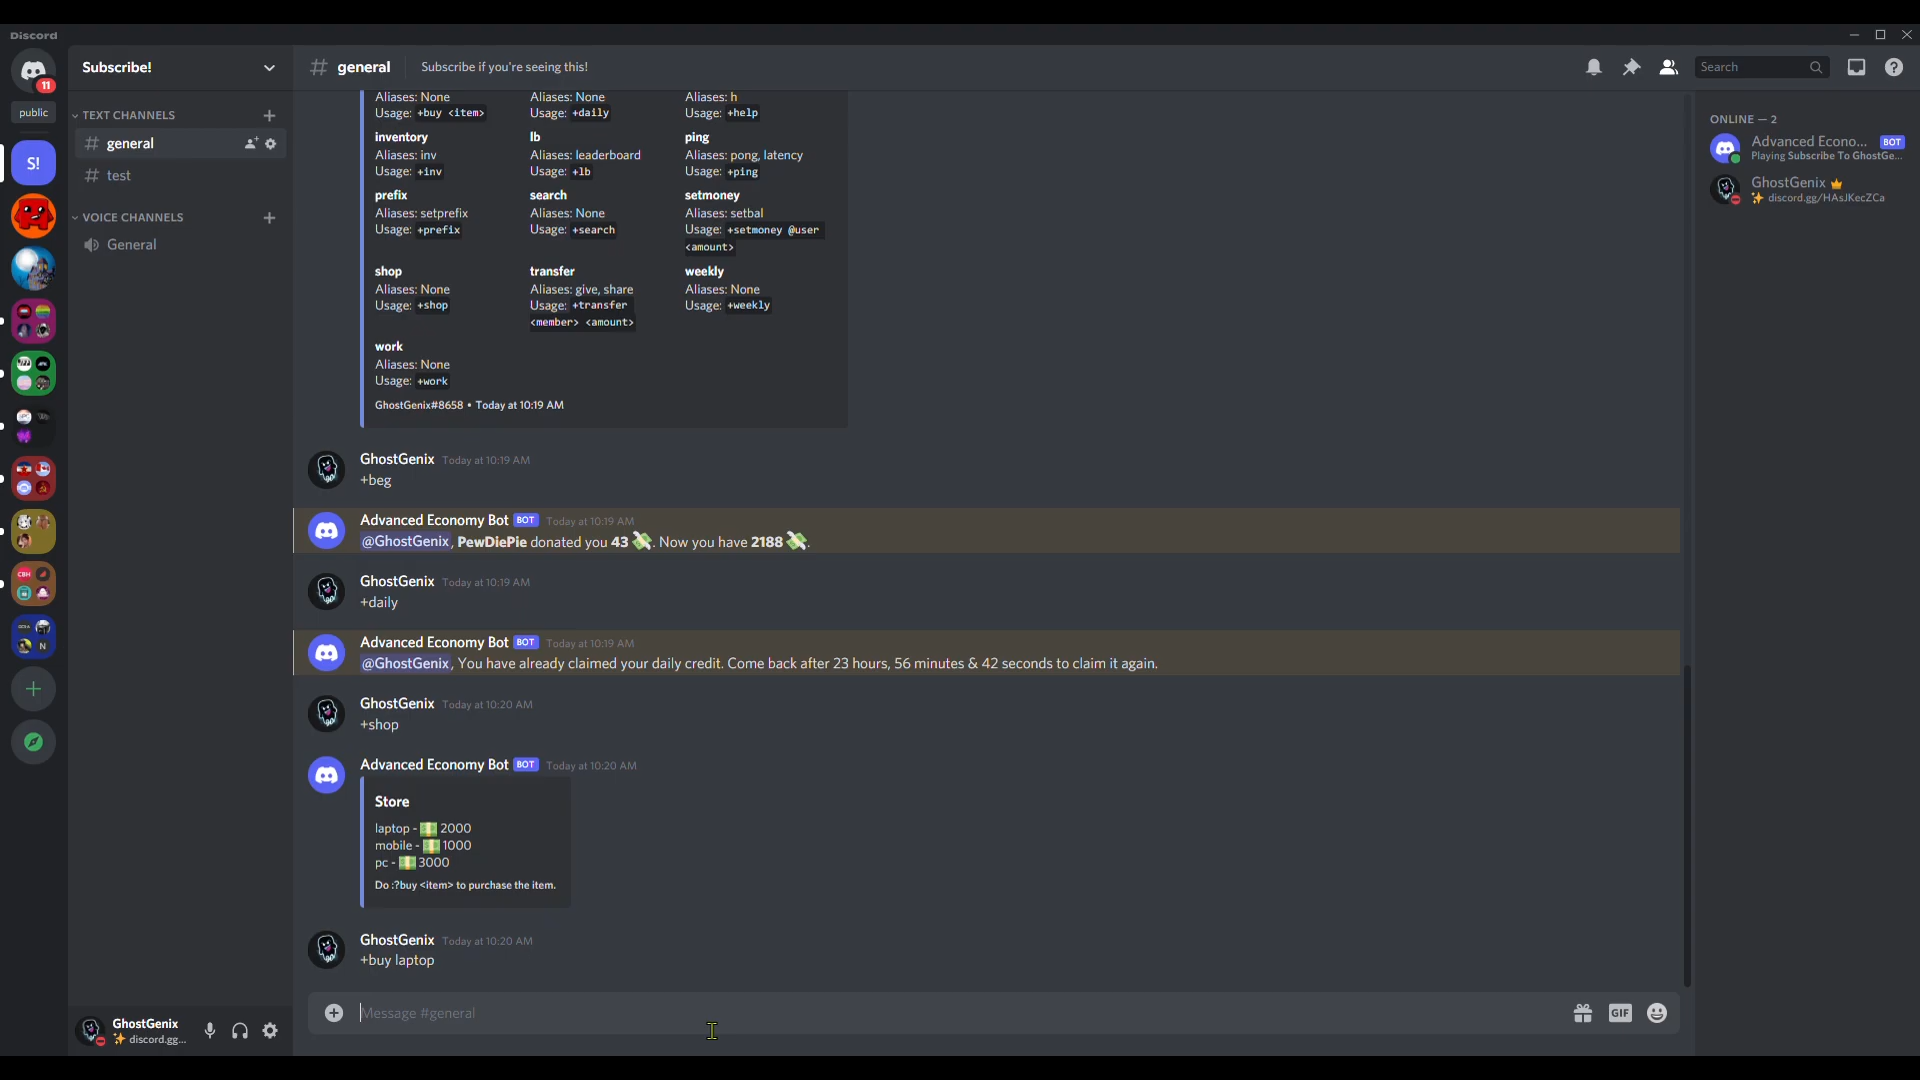 Discord
11
Subscribe!
general
Subscribe if you're seeing this!
Search
public
TEXT CHANNELS
general
test
VOICE CHANNELS
General
S!
CBH
N
Aliases: None
Usage: +buy <item>
Aliases: None
Usage: +daily
Aliases: h
Usage: +help
inventory
Aliases: inv
Usage: +inv
lb
Aliases: leaderboard
Usage: +lb
ping
Aliases: pong, latency
Usage: +ping
prefix
Aliases: setprefix
Usage: +prefix
search
Aliases: None
Usage: +search
setmoney
Aliases: setbal
Usage: +setmoney @user
<amount>
shop
Aliases: None
Usage: +shop
transfer
Aliases: give, share
Usage: +transfer
<member> <amount>
weekly
Aliases: None
Usage: +weekly
work
Aliases: None
Usage: +work
GhostGenix#8658 • Today at 10:19 AM
GhostGenix Today at 10:19 AM
+beg
Advanced Economy Bot BOT Today at 10:19 AM
@GhostGenix, PewDiePie donated you 43 💸. Now you have 2188 💸.
GhostGenix Today at 10:19 AM
+daily
Advanced Economy Bot BOT Today at 10:19 AM
@GhostGenix, You have already claimed your daily credit. Come back after 23 hours, 56 minutes & 42 seconds to claim it again.
GhostGenix Today at 10:20 AM
+shop
Advanced Economy Bot BOT Today at 10:20 AM
Store
laptop - 💵 2000
mobile - 💵 1000
pc - 💵 3000
Do :?buy <item> to purchase the item.
GhostGenix Today at 10:20 AM
+buy laptop
Message #general
GIF
GhostGenix
✨ discord.gg...
ONLINE — 2
Advanced Econo... BOT
Playing Subscribe To GhostGe...
GhostGenix
✨ discord.gg/HAsJKecZCa